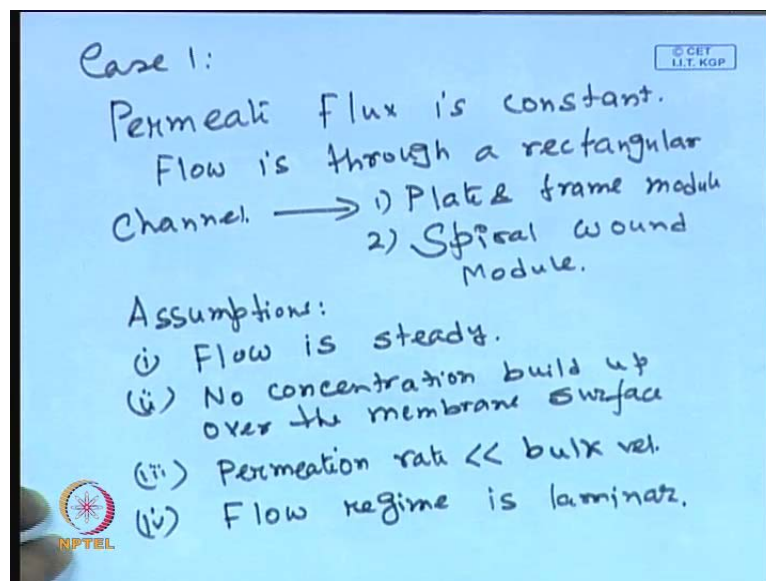 Case 1:
© CET
I.I.T. KGP
Permeate Flux is constant.
Flow is through a rectangular
Channel. → 1) Plate & frame module
2) Spiral wound
Module.
Assumptions:
(i) Flow is steady.
(ii) No concentration build up
over the membrane surface
(iii) Permeation rate << bulk vel.
(iv) Flow regime is laminar.
NPTEL